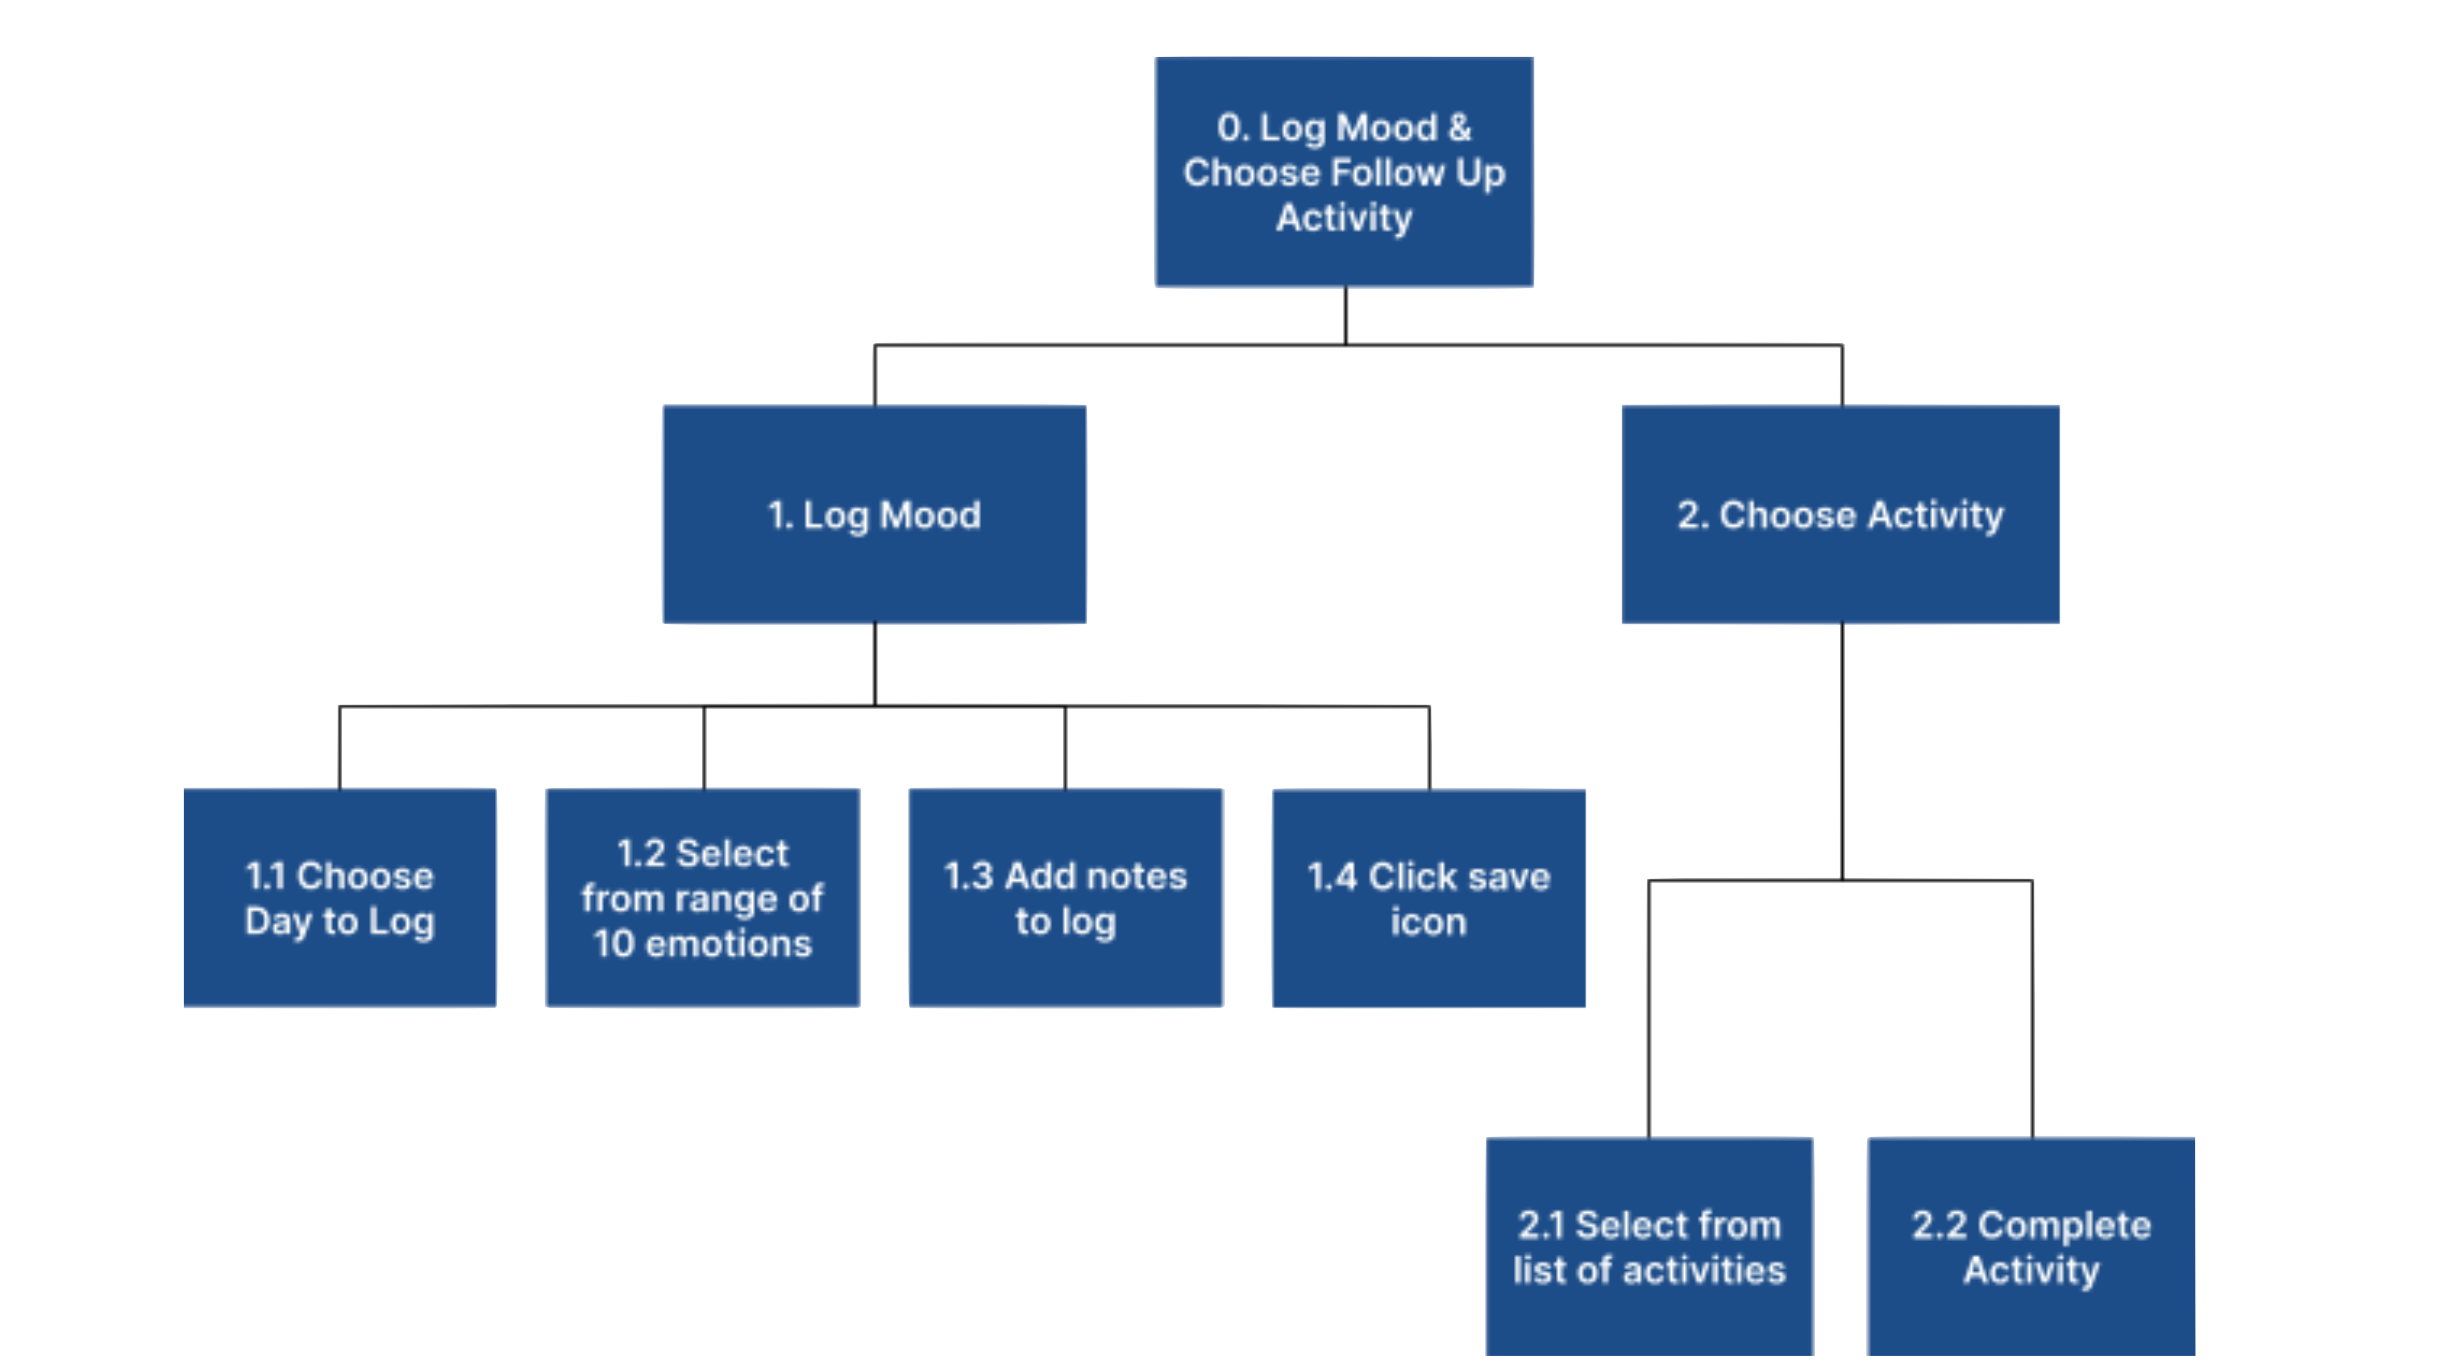 0. Log Mood &
Choose Follow Up
Activity
1. Log Mood
2. Choose Activity
1.1 Choose
Day to Log
1.2 Select
from range of
10 emotions
1.3 Add notes
to log
1.4 Click save
icon
2.1 Select from
list of activities
2.2 Complete
Activity